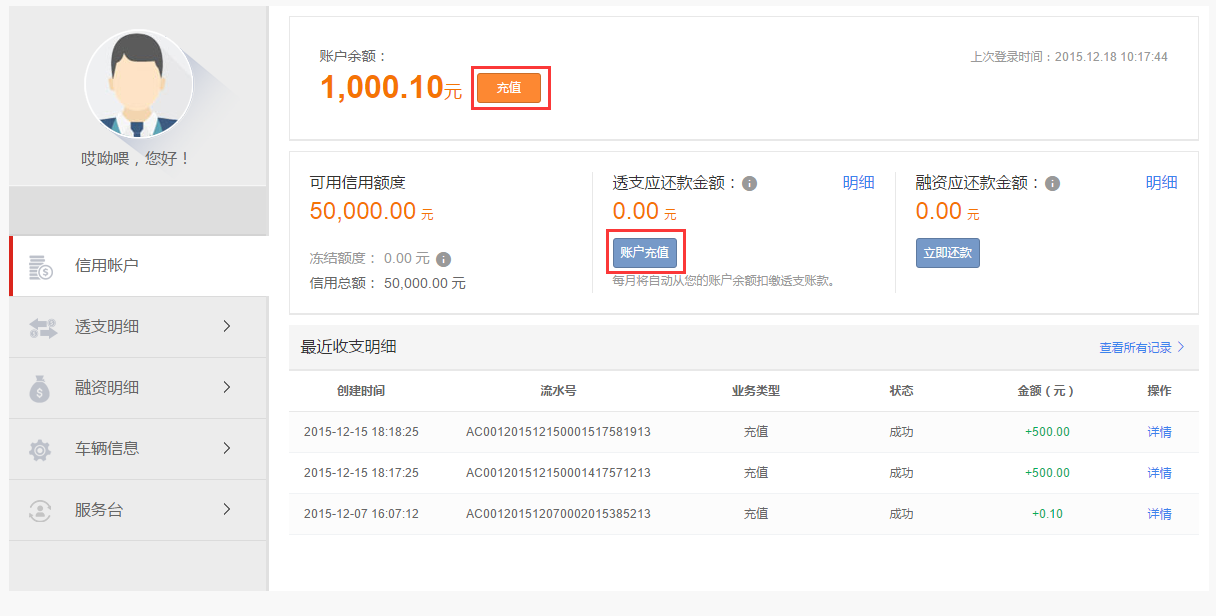 哎呦喂，您好！
信用帐户
透支明细
融资明细
车辆信息
服务台
账户余额：
上次登录时间：2015.12.18 10:17:44
1,000.10元 充值
可用信用额度
50,000.00 元
冻结额度： 0.00 元
信用总额： 50,000.00 元
透支应还款金额： 明细
0.00 元
账户充值
每月将自动从您的账户余额扣缴透支账款。
融资应还款金额： 明细
0.00 元
立即还款
最近收支明细 查看所有记录
创建时间 流水号 业务类型 状态 金额（元） 操作
2015-12-15 18:18:25 AC001201512150001517581913 充值 成功 +500.00 详情
2015-12-15 18:17:25 AC001201512150001417571213 充值 成功 +500.00 详情
2015-12-07 16:07:12 AC001201512070002015385213 充值 成功 +0.10 详情